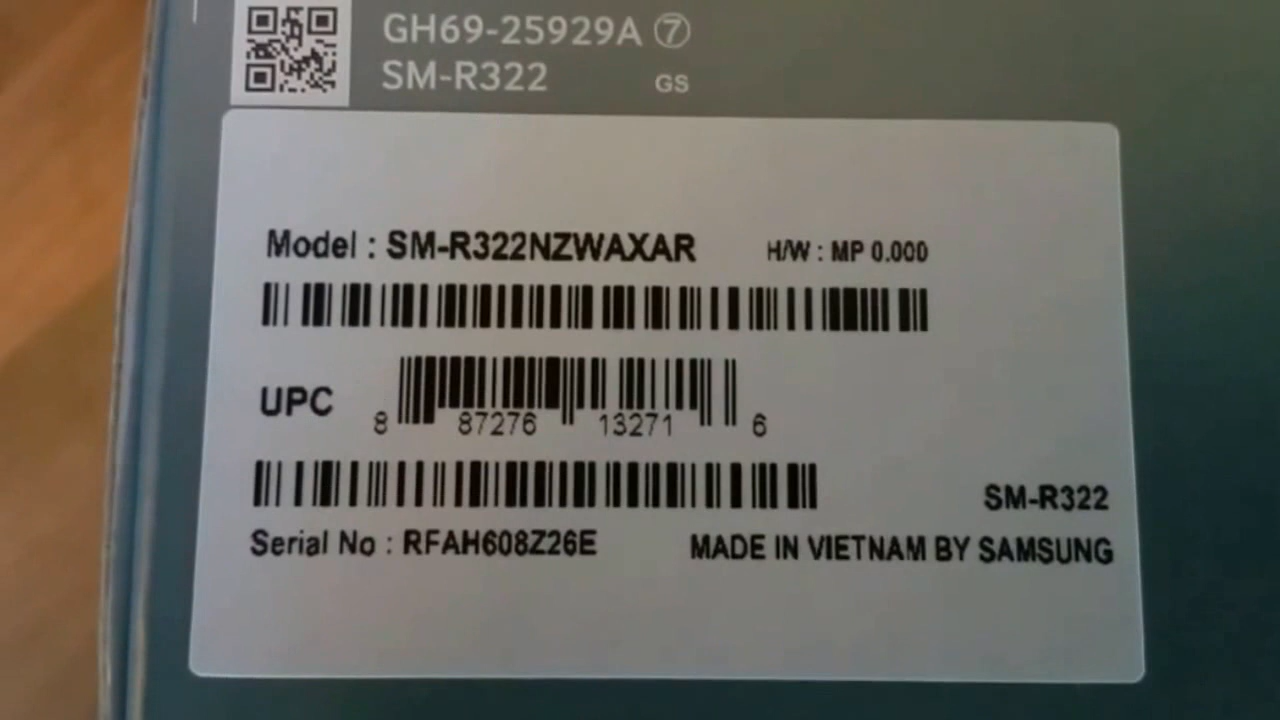 GH69-25929A ⑦
SM-R322 GS
Model : SM-R322NZWAXAR H/W : MP 0.000
UPC 8 87276 13271 6
SM-R322
Serial No : RFAH608Z26E MADE IN VIETNAM BY SAMSUNG